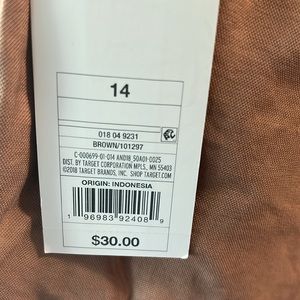 14
018 04 9231
BROWN/101297
C-000699-01-014 AND18_50A01-0025
DIST. BY TARGET CORPORATION MPLS, MN 55403
©2018 TARGET BRANDS, INC. SHOP TARGET.COM
ORIGIN: INDONESIA
1 96983 92408 9
$30.00